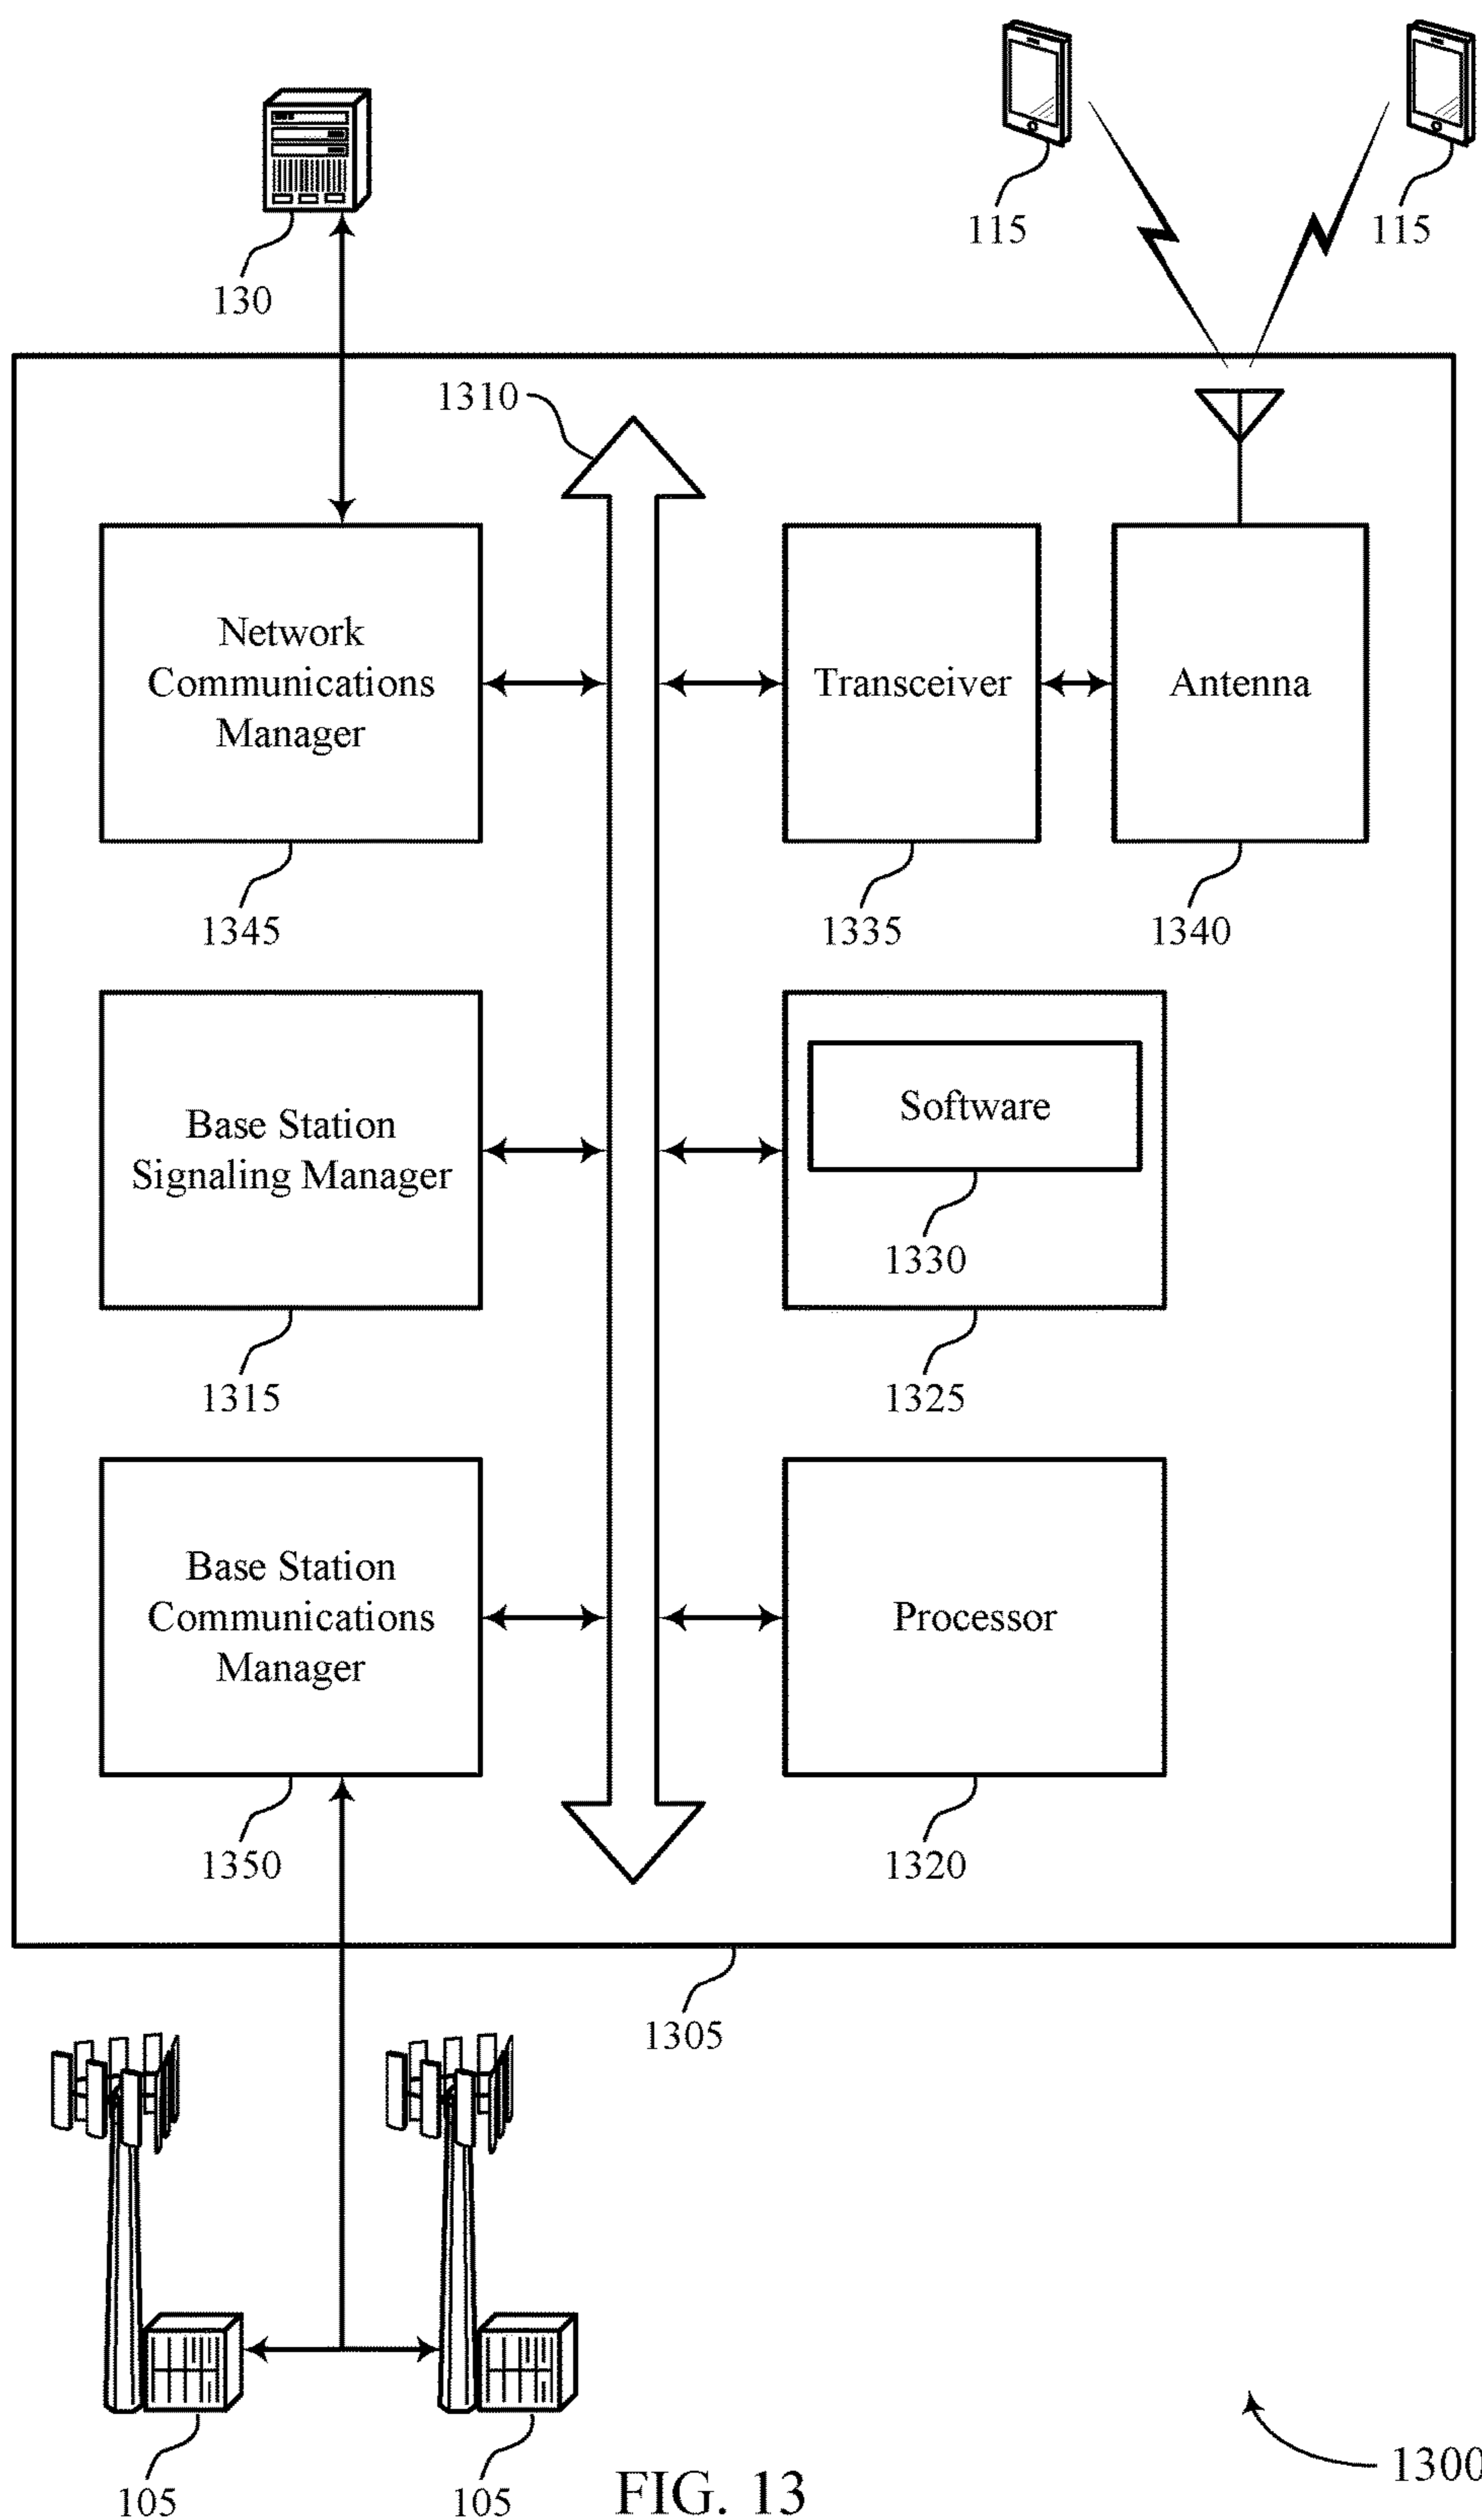 115
115
130
1310
Network
Communications
Manager
Transceiver
Antenna
1345
1335
1340
Base Station
Signaling Manager
Software
1330
1315
1325
Base Station
Communications
Manager
Processor
1350
1320
1305
105
105
1300
FIG. 13